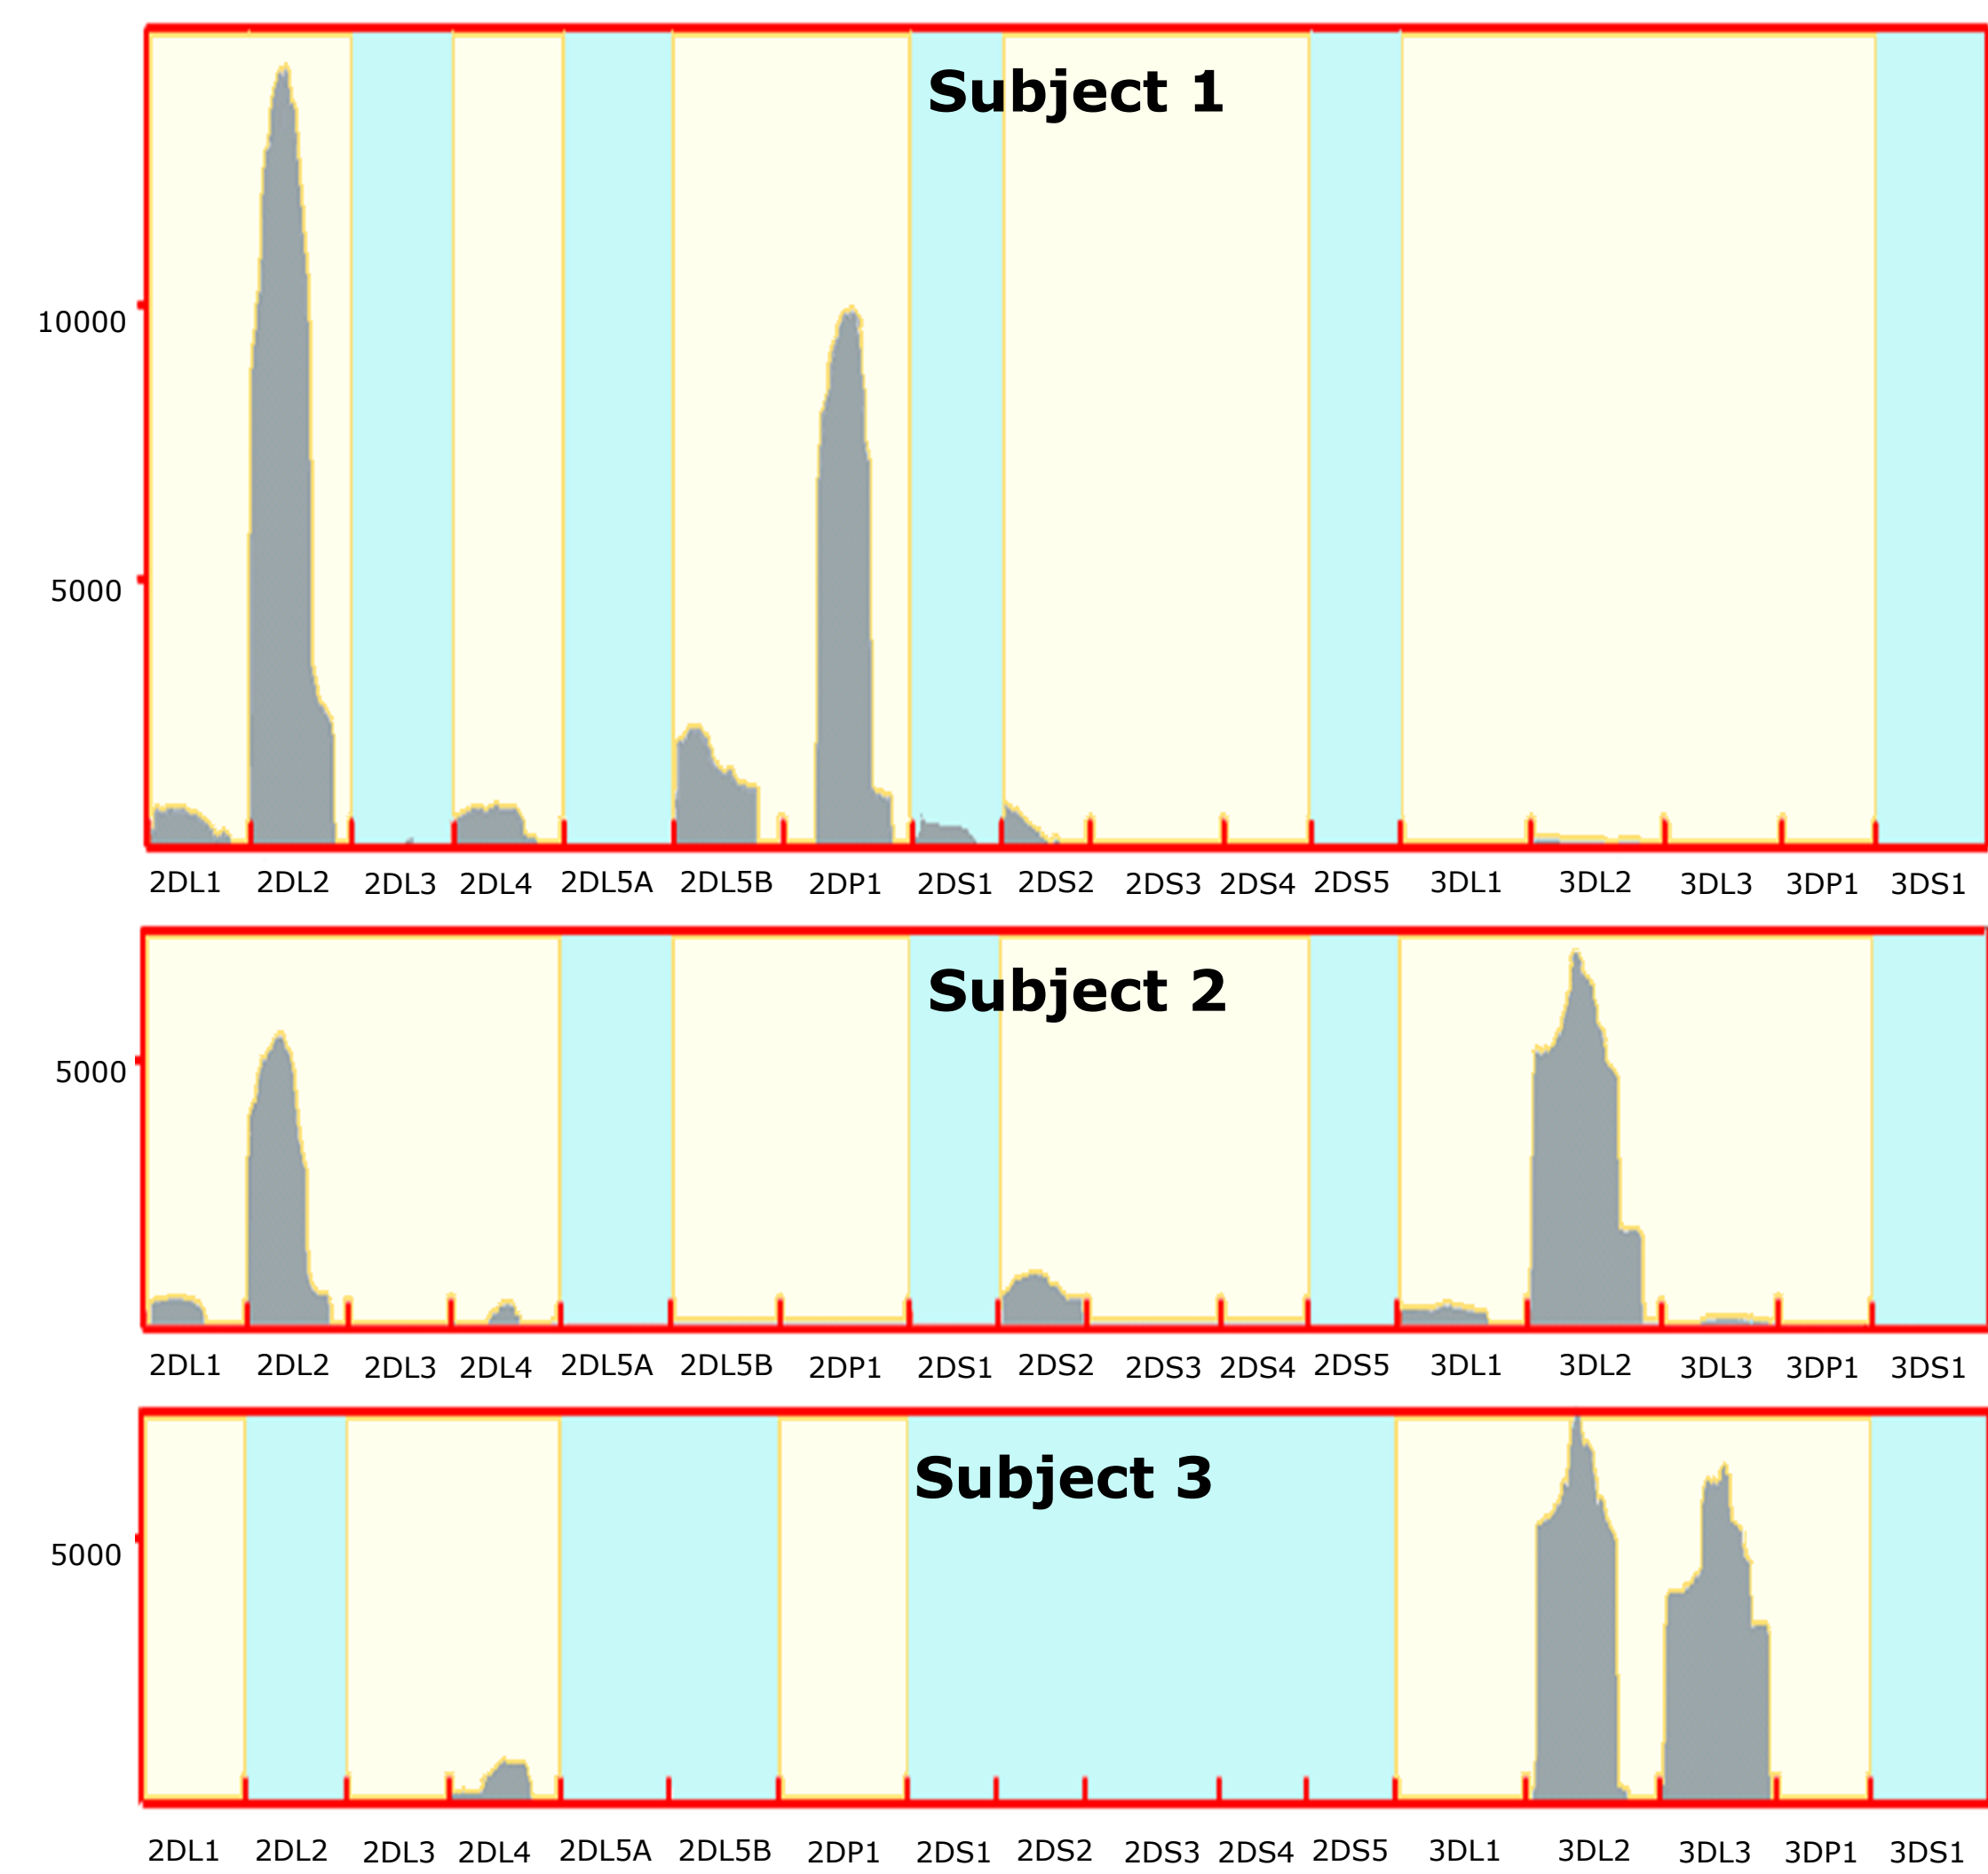 Subject 1
10000
5000
2DL1 2DL2 2DL3 2DL4 2DL5A 2DL5B 2DP1 2DS1 2DS2 2DS3 2DS4 2DS5 3DL1 3DL2 3DL3 3DP1 3DS1
Subject 2
5000
2DL1 2DL2 2DL3 2DL4 2DL5A 2DL5B 2DP1 2DS1 2DS2 2DS3 2DS4 2DS5 3DL1 3DL2 3DL3 3DP1 3DS1
Subject 3
5000
2DL1 2DL2 2DL3 2DL4 2DL5A 2DL5B 2DP1 2DS1 2DS2 2DS3 2DS4 2DS5 3DL1 3DL2 3DL3 3DP1 3DS1